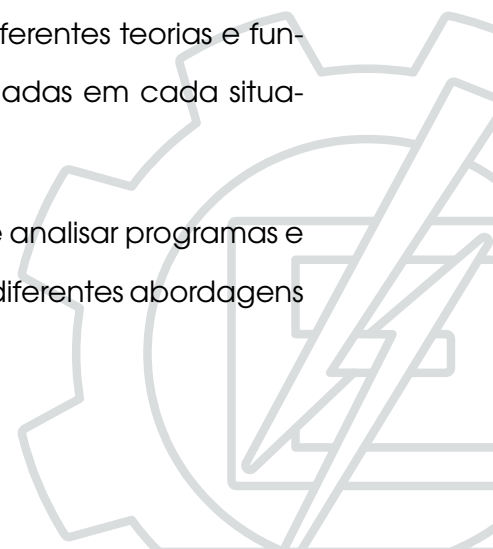 ferentes teorias e fun-
adas em cada situa-
e analisar programas e
diferentes abordagens